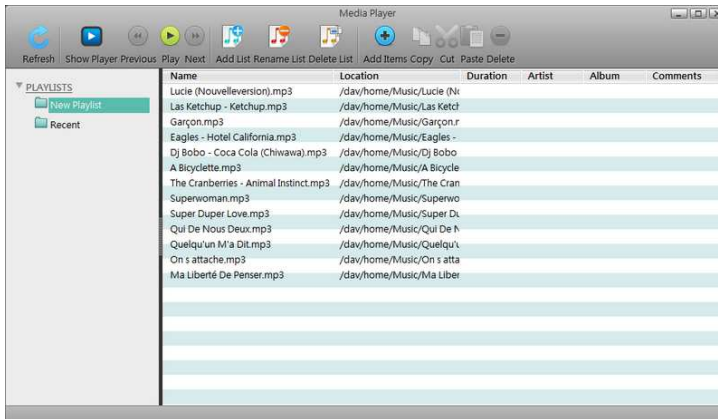 Media Player
Refresh Show Player Previous Play Next Add List Rename List Delete List Add Items Copy Cut Paste Delete
PLAYLISTS
New Playlist
Recent
Name Location Duration Artist Album Comments
Lucie (Nouvelleversion).mp3 /dav/home/Music/Lucie (No
Las Ketchup - Ketchup.mp3 /dav/home/Music/Las Ketch
Garçon.mp3 /dav/home/Music/Garçon.r
Eagles - Hotel California.mp3 /dav/home/Music/Eagles -
Dj Bobo - Coca Cola (Chiwawa).mp3 /dav/home/Music/Dj Bobo
A Bicyclette.mp3 /dav/home/Music/A Bicycle
The Cranberries - Animal Instinct.mp3 /dav/home/Music/The Cran
Superwoman.mp3 /dav/home/Music/Superwo
Super Duper Love.mp3 /dav/home/Music/Super Du
Qui De Nous Deux.mp3 /dav/home/Music/Qui De N
Quelqu'un M'a Dit.mp3 /dav/home/Music/Quelqu'u
On s attache.mp3 /dav/home/Music/On s atta
Ma Liberté De Penser.mp3 /dav/home/Music/Ma Liber